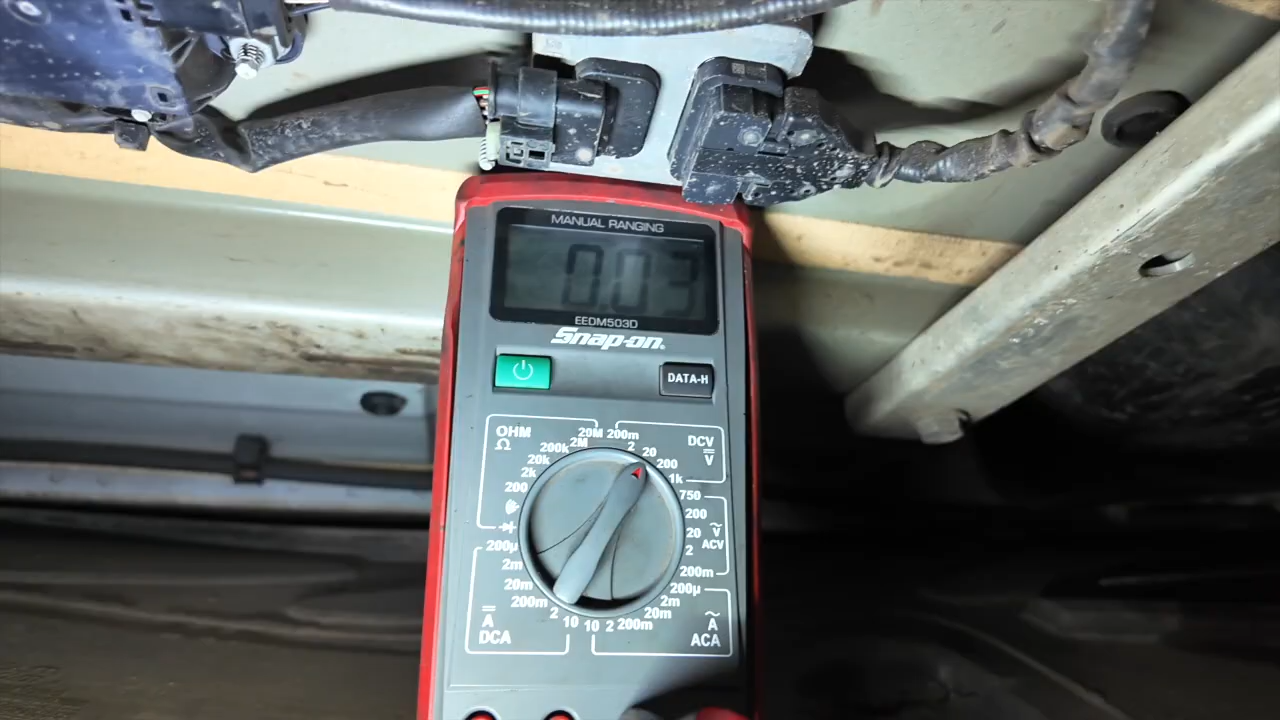 MANUAL RANGING
0.03
EEDM503D
Snap-on®
DATA-H
OHM
Ω
20M
2M
200k
20k
2k
200
200m
2
20
200
1k
DCV
V
750
200
20
2
200m
V
ACV
200µ
2m
20m
200m
2
10
A
DCA
200µ
2m
20m
200m
2
10
A
ACA